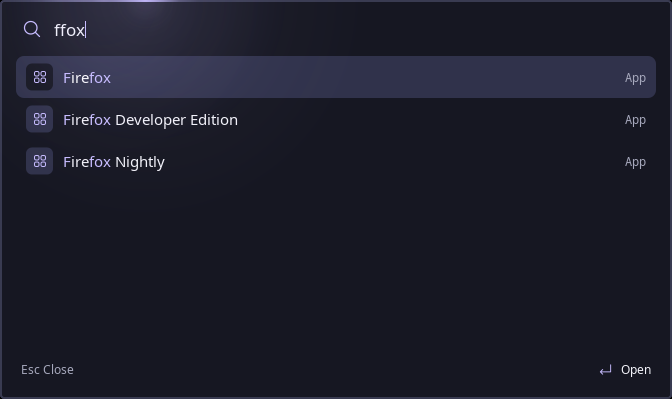 ffox
Firefox App
Firefox Developer Edition App
Firefox Nightly App
Esc Close Open